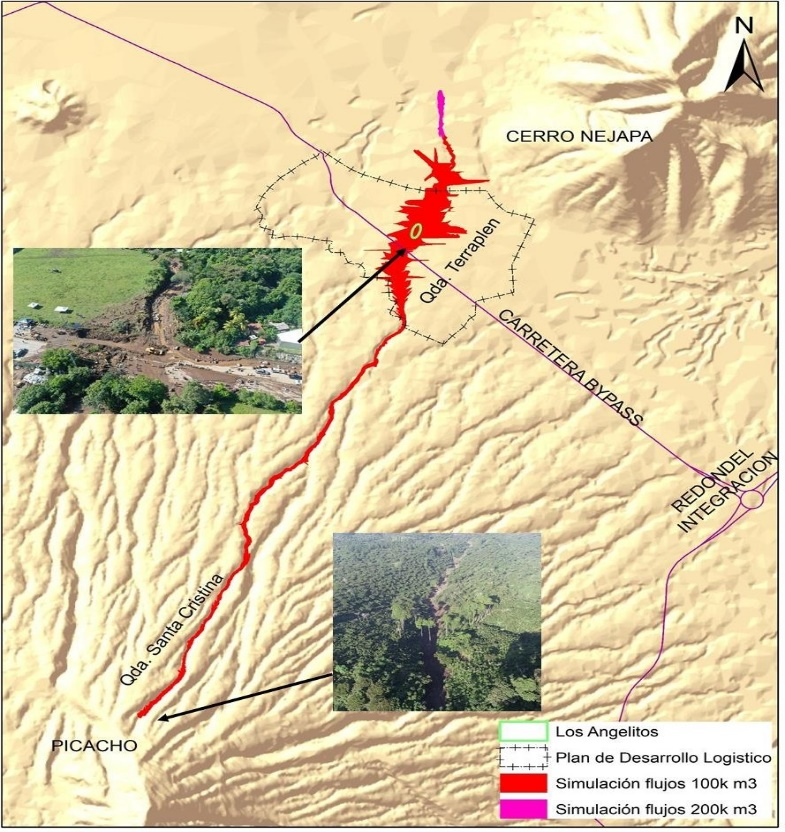 N
CERRO NEJAPA
Qda. Terraplen
CARRETERA BYPASS
REDONDEL
INTEGRACION
Qda. Santa Cristina
PICACHO
Los Angelitos
Plan de Desarrollo Logistico
Simulación flujos 100k m3
Simulación flujos 200k m3